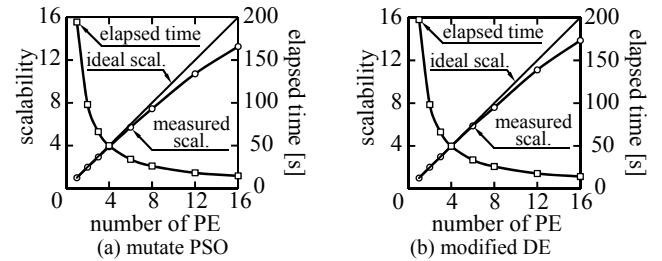 16
12
8
4
0
4
8
12
16
200
150
100
50
0
scalability
elapsed time [s]
elapsed time
ideal scal.
measured
scal.
number of PE
(a) mutate PSO
16
12
8
4
0
4
8
12
16
200
150
100
50
0
scalability
elapsed time [s]
elapsed time
ideal scal.
measured
scal.
number of PE
(b) modified DE